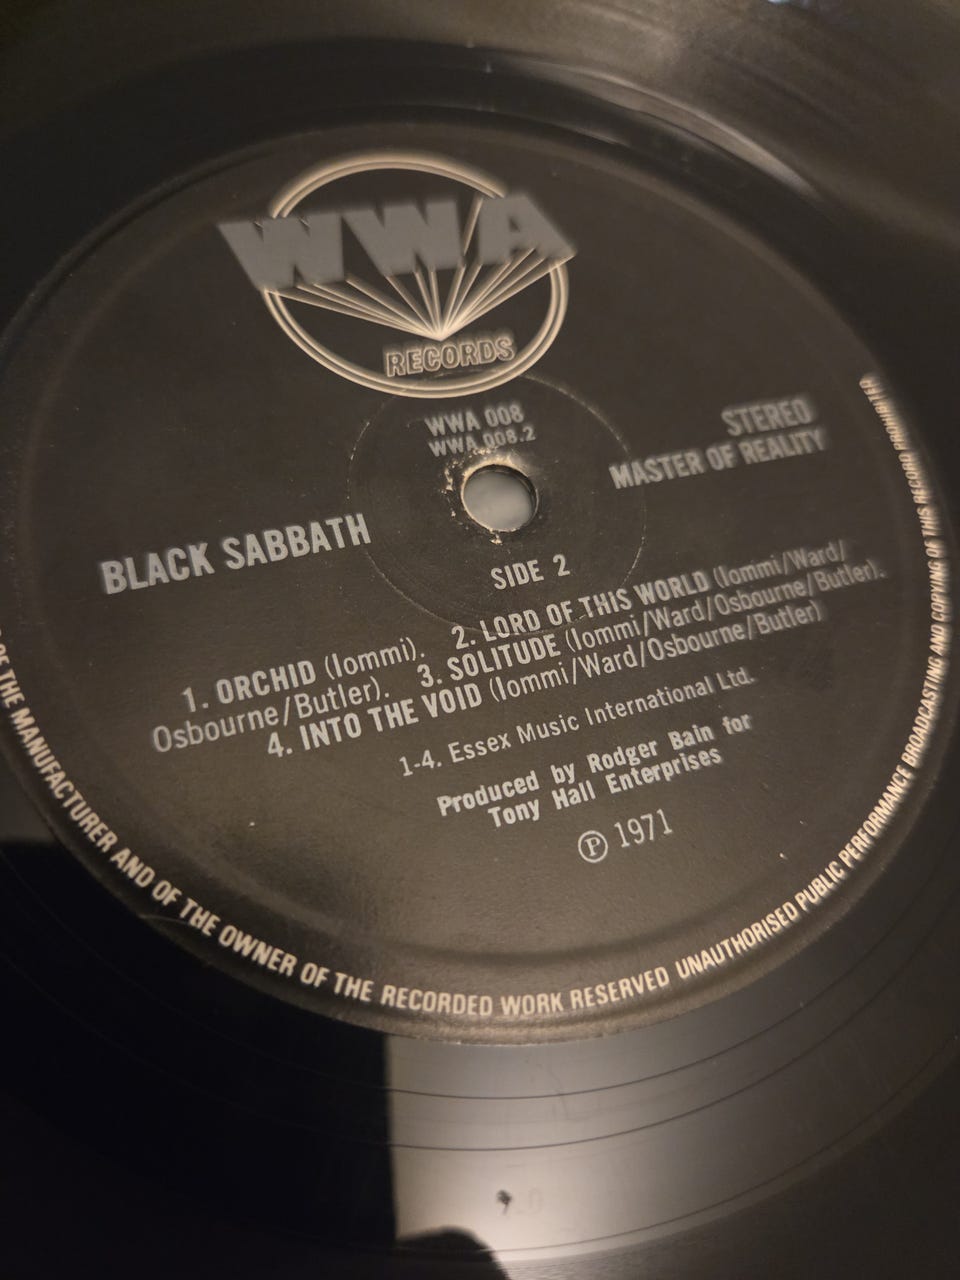 WWA
RECORDS
WWA 008
WWA 008.2
STEREO
MASTER OF REALITY
BLACK SABBATH
SIDE 2
1. ORCHID (Iommi). 2. LORD OF THIS WORLD (Iommi/Ward/
Osbourne/Butler). 3. SOLITUDE (Iommi/Ward/Osbourne/Butler).
4. INTO THE VOID (Iommi/Ward/Osbourne/Butler)
1-4. Essex Music International Ltd.
Produced by Rodger Bain for
Tony Hall Enterprises
℗ 1971
OF THE MANUFACTURER AND OF THE OWNER OF THE RECORDED WORK RESERVED UNAUTHORISED PUBLIC PERFORMANCE BROADCASTING AND COPYING OF THIS RECORD PROHIBITED